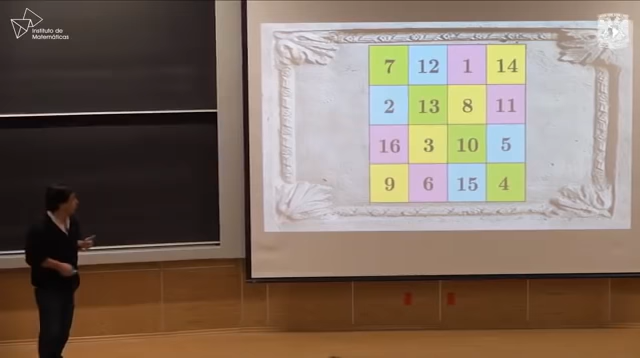 Instituto de
Matemáticas
7 12 1 14
2 13 8 11
16 3 10 5
9 6 15 4